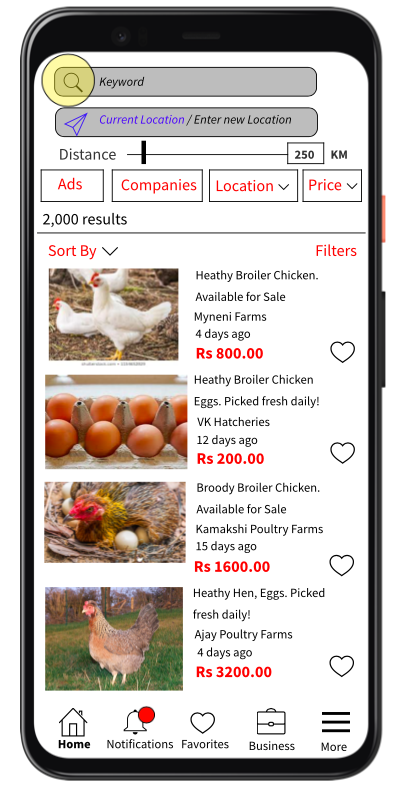 Keyword
Current Location / Enter new Location
Distance 250 KM
Ads Companies Location Price
2,000 results
Sort By Filters
Heathy Broiler Chicken.
Available for Sale
Myneni Farms
4 days ago
Rs 800.00
Heathy Broiler Chicken
Eggs. Picked fresh daily!
VK Hatcheries
12 days ago
Rs 200.00
Broody Broiler Chicken.
Available for Sale
Kamakshi Poultry Farms
15 days ago
Rs 1600.00
Heathy Hen, Eggs. Picked
fresh daily!
Ajay Poultry Farms
4 days ago
Rs 3200.00
Home Notifications Favorites Business More